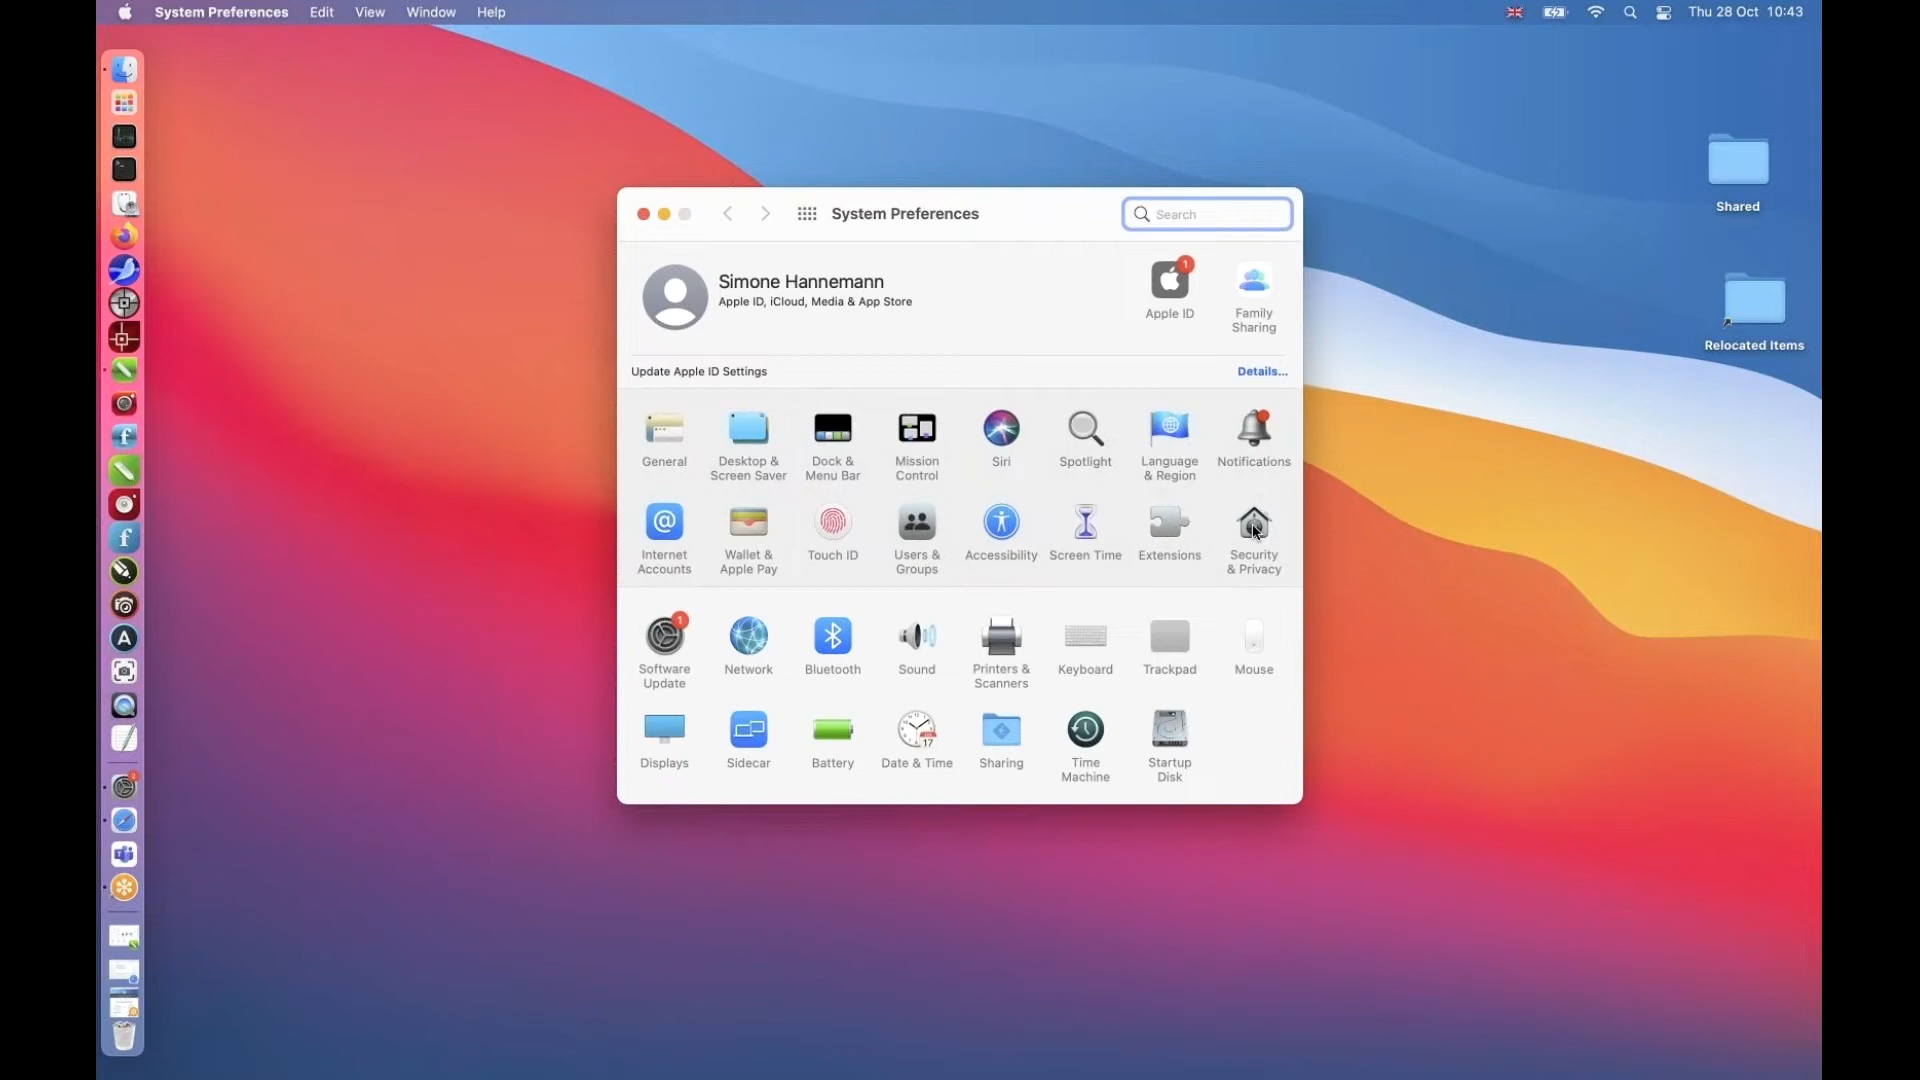 System Preferences Edit View Window Help Thu 28 Oct 10:43
Shared
Relocated Items
System Preferences
Search
Simone Hannemann
Apple ID, iCloud, Media & App Store
1
Apple ID
Family
Sharing
Update Apple ID Settings
Details...
General
Desktop &
Screen Saver
Dock &
Menu Bar
Mission
Control
Siri
Spotlight
Language
& Region
Notifications
Internet
Accounts
Wallet &
Apple Pay
Touch ID
Users &
Groups
Accessibility
Screen Time
Extensions
Security
& Privacy
1
Software
Update
Network
Bluetooth
Sound
Printers &
Scanners
Keyboard
Trackpad
Mouse
Displays
Sidecar
Battery
17
Date & Time
Sharing
Time
Machine
Startup
Disk